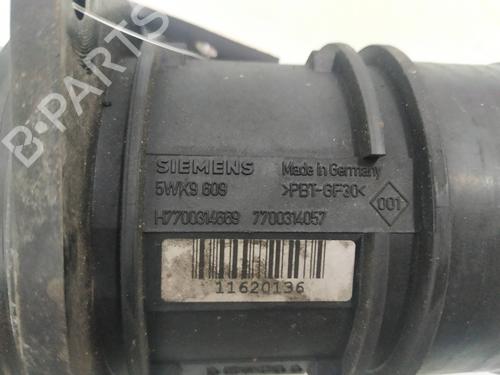 B-PARTS
SIEMENS Made in Germany
5WK9 609 >PBT-GF30< 001
H7700314669 7700314057
11620136